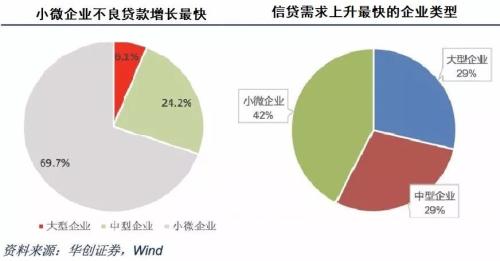 小微企业不良贷款增长最快
信贷需求上升最快的企业类型
6.1%
24.2%
69.7%
大型企业 中型企业 小微企业
大型企业
29%
小微企业
42%
中型企业
29%
资料来源：华创证券，Wind